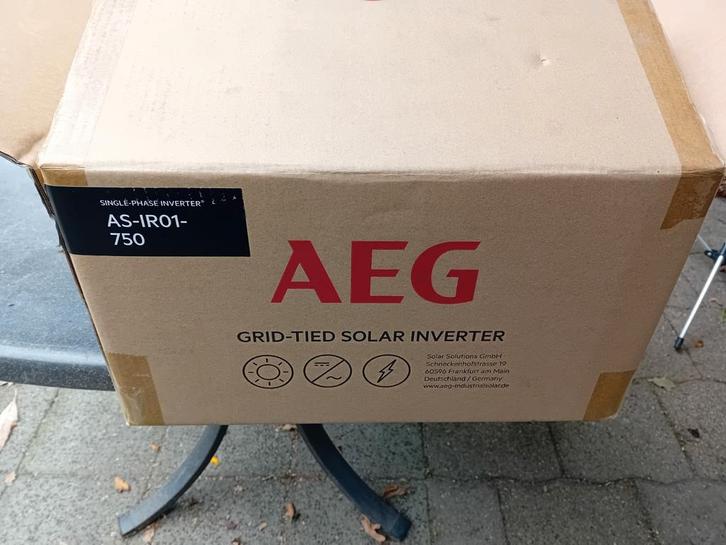 SINGLE-PHASE INVERTER
AS-IR01-
750
AEG
GRID-TIED SOLAR INVERTER
Solar Solutions GmbH
Schneckenhofstrasse 19
60596 Frankfurt am Main
Deutschland / Germany
www.aeg-industrialsolar.de